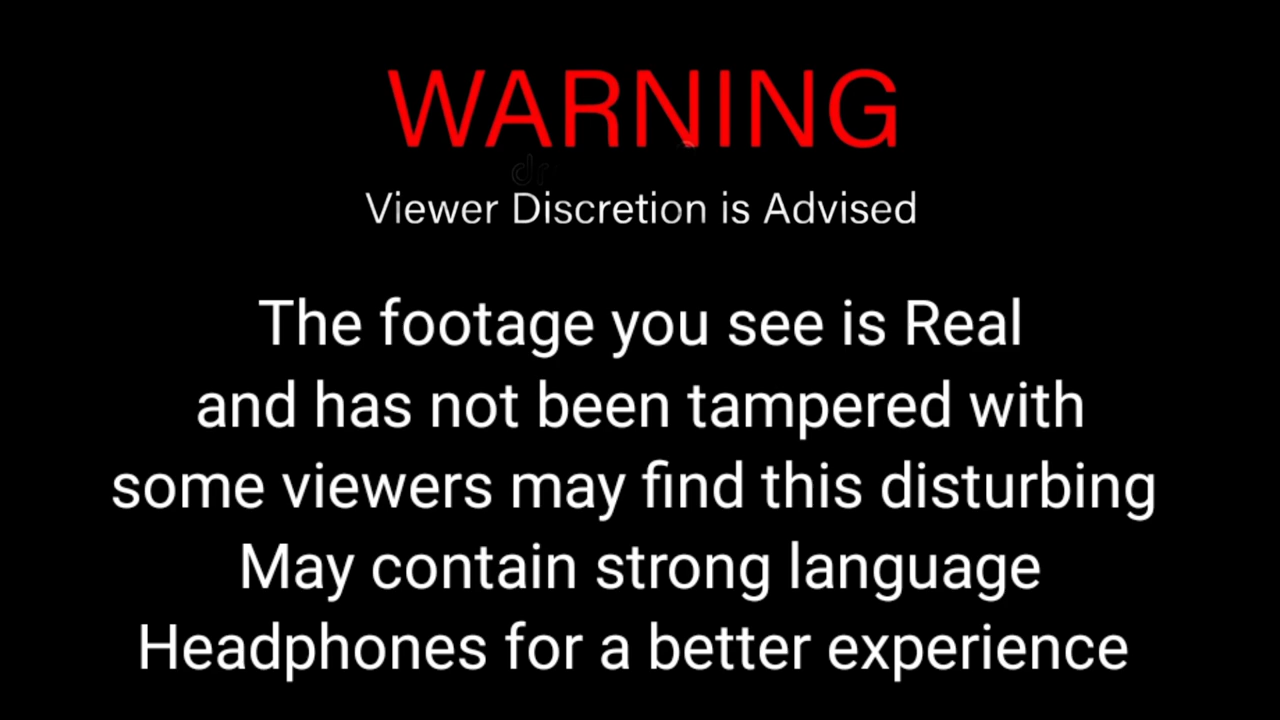 WARNING
Viewer Discretion is Advised
The footage you see is Real
and has not been tampered with
some viewers may find this disturbing
May contain strong language
Headphones for a better experience